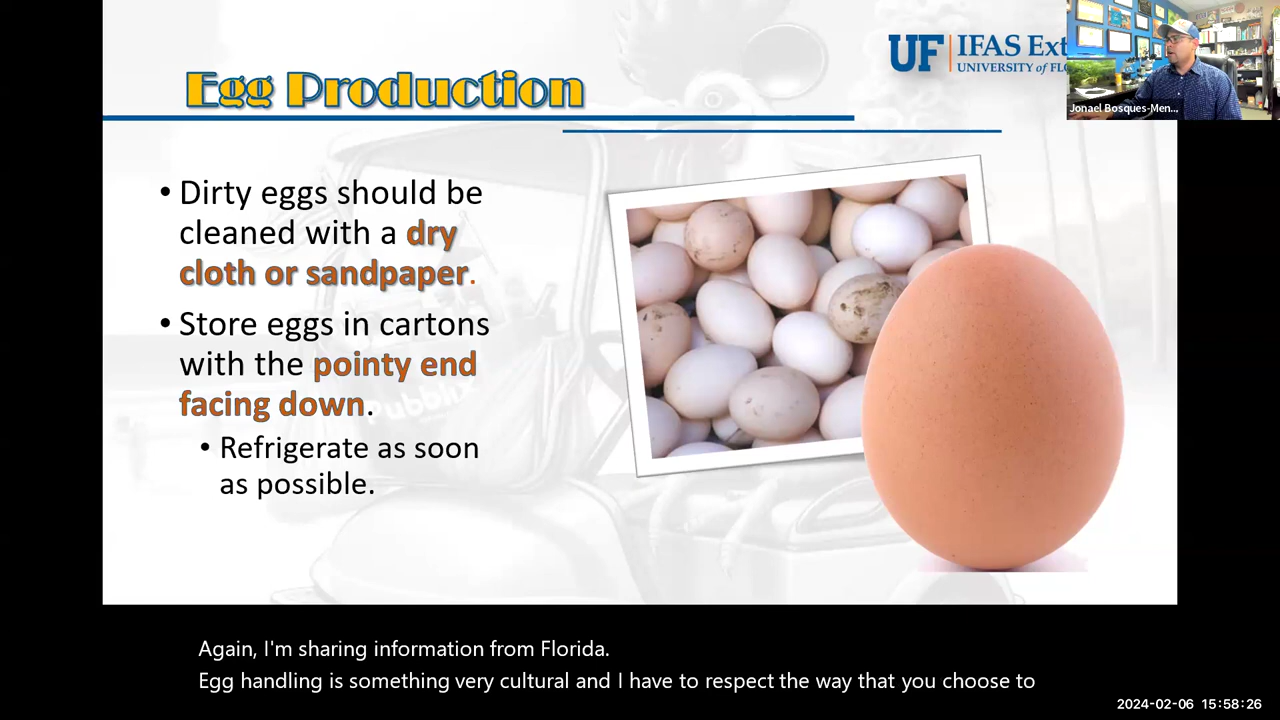 Egg Production
UF IFAS Ext
UNIVERSITY of FLO
Jonael Bosques-Men...
• Dirty eggs should be
cleaned with a dry
cloth or sandpaper.
• Store eggs in cartons
with the pointy end
facing down.
• Refrigerate as soon
as possible.
Again, I'm sharing information from Florida.
Egg handling is something very cultural and I have to respect the way that you choose to
2024-02-06 15:58:26